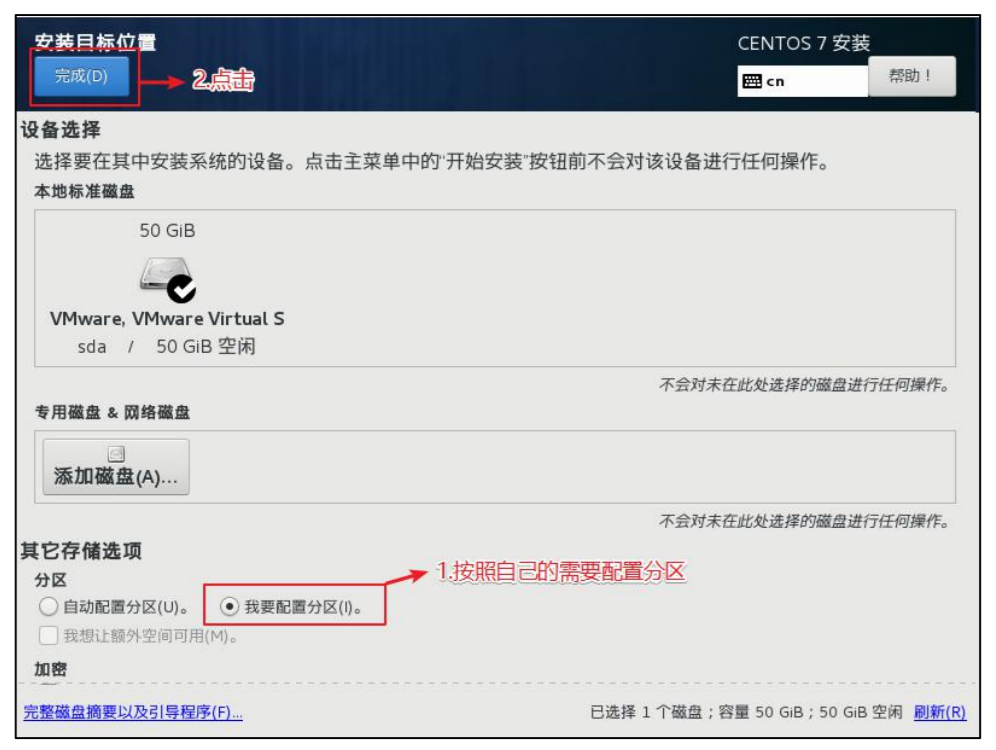 安装目标位置
CENTOS 7 安装
完成(D)
2.点击
cn
帮助！
设备选择
选择要在其中安装系统的设备。点击主菜单中的"开始安装"按钮前不会对该设备进行任何操作。
本地标准磁盘
50 GiB
VMware, VMware Virtual S
sda / 50 GiB 空闲
不会对未在此处选择的磁盘进行任何操作。
专用磁盘 & 网络磁盘
添加磁盘(A)...
不会对未在此处选择的磁盘进行任何操作。
其它存储选项
1.按照自己的需要配置分区
分区
自动配置分区(U)。 我要配置分区(I)。
我想让额外空间可用(M)。
加密
完整磁盘摘要以及引导程序(F)...
已选择 1 个磁盘；容量 50 GiB；50 GiB 空闲 刷新(R)